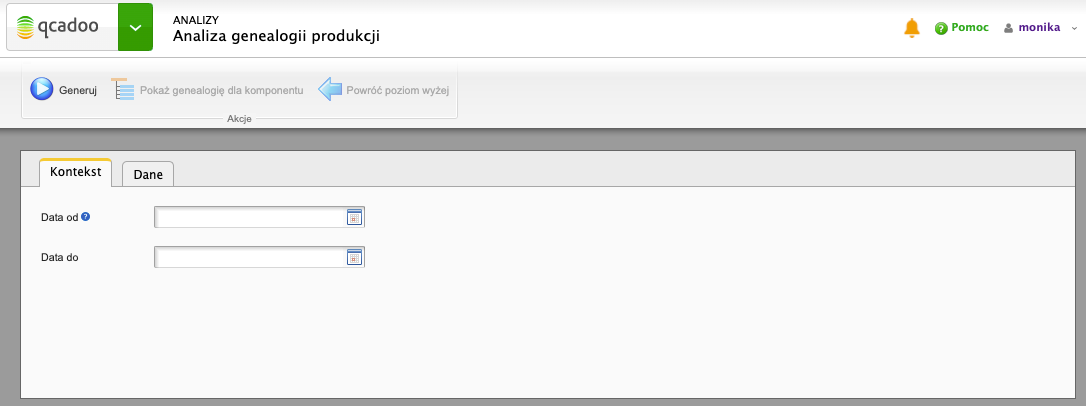 qcadoo
ANALIZY
Analiza genealogii produkcji
Pomoc
monika
Generuj
Pokaż genealogię dla komponentu
Powróć poziom wyżej
Akcje
Kontekst
Dane
Data od
Data do